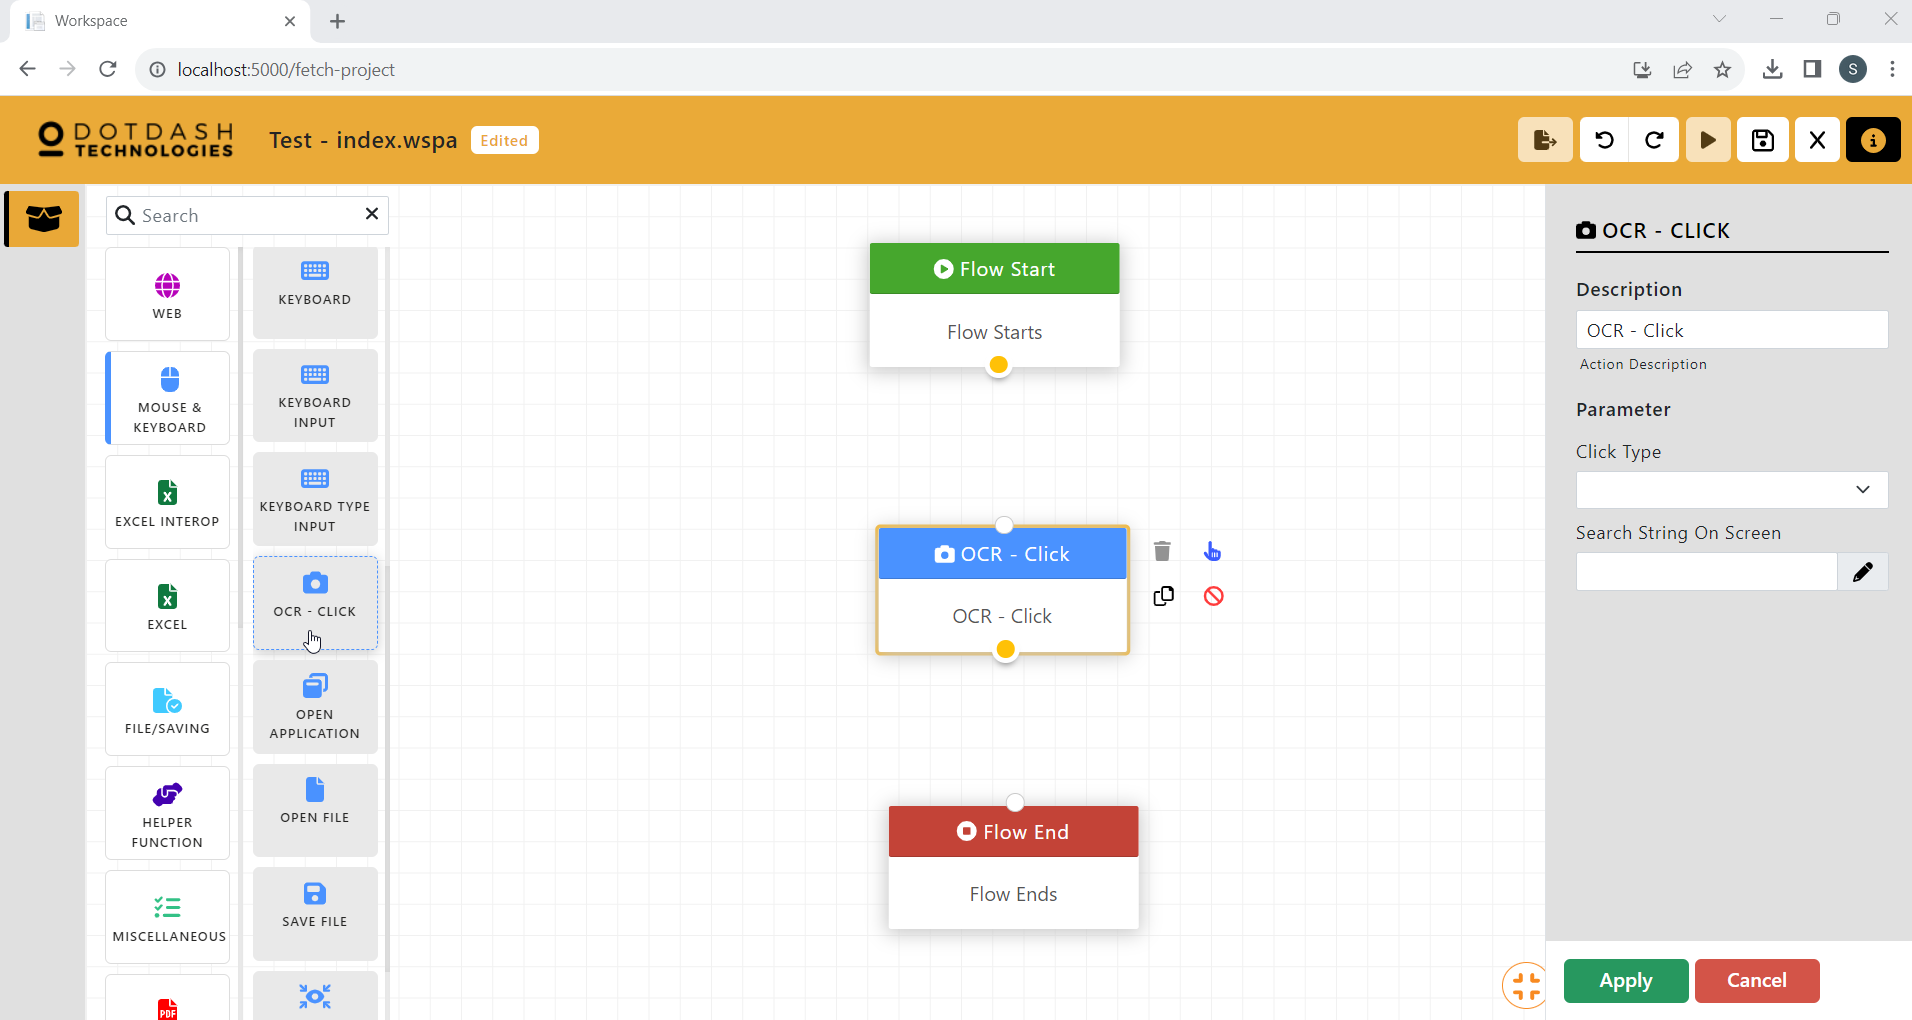 Workspace
localhost:5000/fetch-project
S
DOTDASH
TECHNOLOGIES
Test - index.wspa
Edited
Search
WEB
MOUSE &
KEYBOARD
EXCEL INTEROP
EXCEL
FILE/SAVING
HELPER
FUNCTION
MISCELLANEOUS
PDF
KEYBOARD
KEYBOARD
INPUT
KEYBOARD TYPE
INPUT
OCR - CLICK
OPEN
APPLICATION
OPEN FILE
SAVE FILE
Flow Start
Flow Starts
OCR - Click
OCR - Click
Flow End
Flow Ends
OCR - CLICK
Description
OCR - Click
Action Description
Parameter
Click Type
Search String On Screen
Apply
Cancel